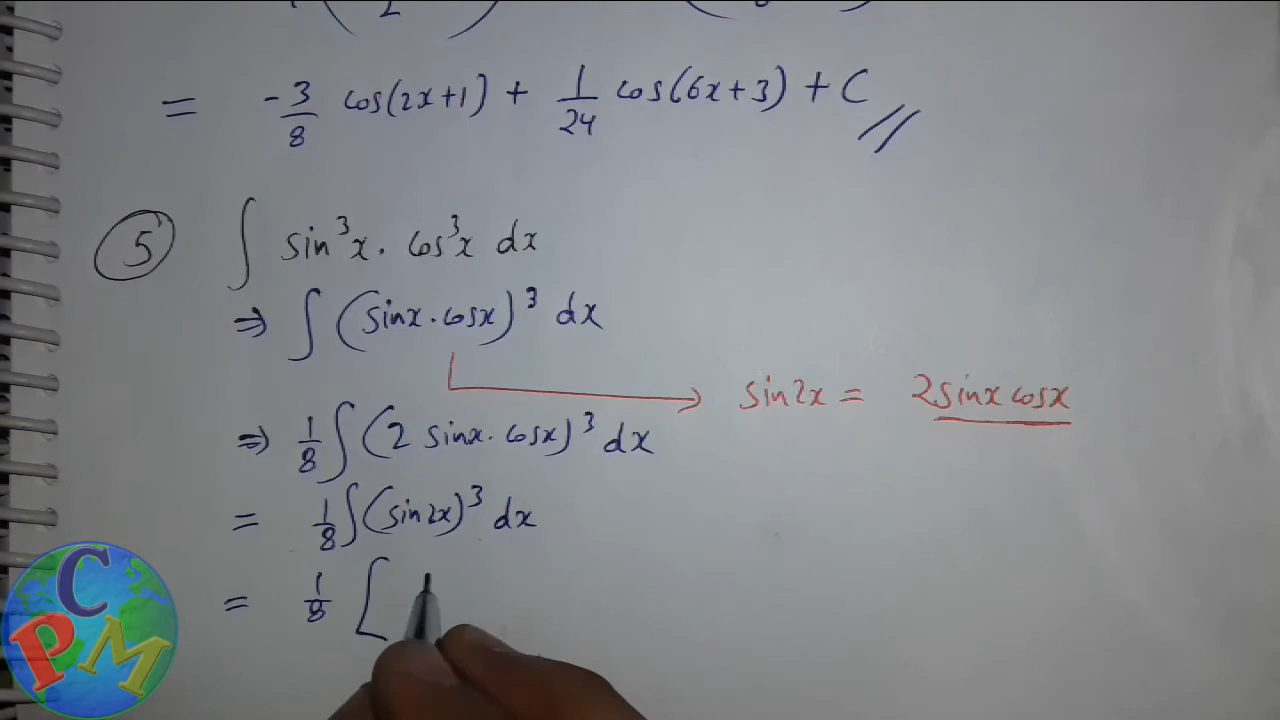 = -3/8 cos(2x+1) + 1/24 cos(6x+3) + C //
5 ∫ sin³x · cos³x dx
⇒ ∫ (sinx · cosx)³ dx
sin2x = 2sinx cosx
⇒ 1/8 ∫ (2 sinx · cosx)³ dx
= 1/8 ∫ (sin2x)³ dx
= 1/8 [
PCM